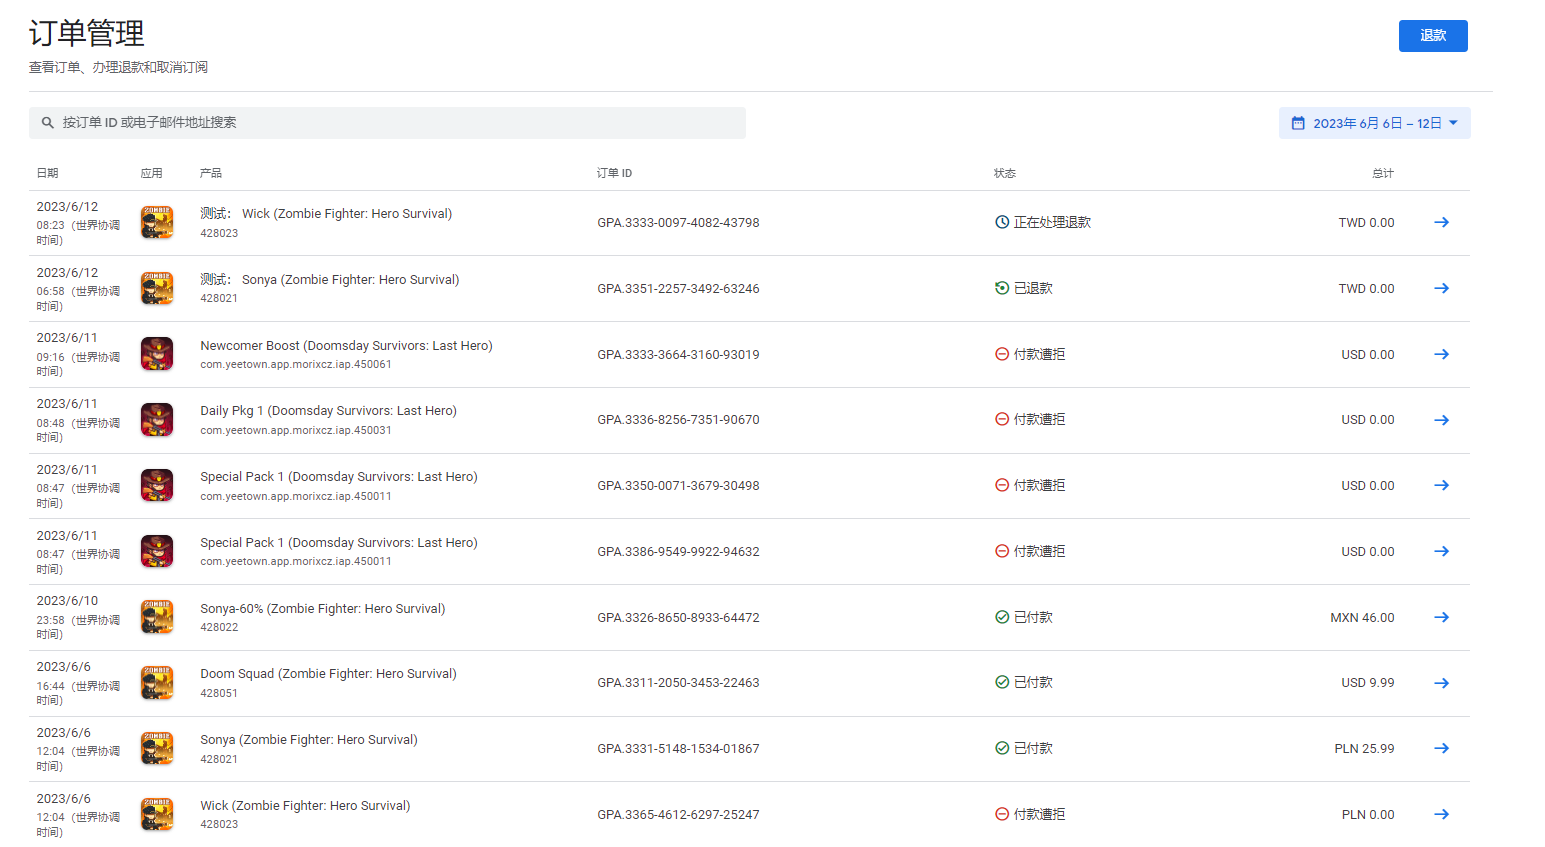 订单管理
退款
查看订单、办理退款和取消订阅
按订单 ID 或电子邮件地址搜索
2023年 6月 6日 – 12日
日期 应用 产品 订单 ID 状态 总计
2023/6/12
08:23（世界协调
时间）
ZOMBIE
测试： Wick (Zombie Fighter: Hero Survival)
428023
GPA.3333-0097-4082-43798
正在处理退款
TWD 0.00
2023/6/12
06:58（世界协调
时间）
ZOMBIE
测试： Sonya (Zombie Fighter: Hero Survival)
428021
GPA.3351-2257-3492-63246
已退款
TWD 0.00
2023/6/11
09:16（世界协调
时间）
Newcomer Boost (Doomsday Survivors: Last Hero)
com.yeetown.app.morixcz.iap.450061
GPA.3333-3664-3160-93019
付款遭拒
USD 0.00
2023/6/11
08:48（世界协调
时间）
Daily Pkg 1 (Doomsday Survivors: Last Hero)
com.yeetown.app.morixcz.iap.450031
GPA.3336-8256-7351-90670
付款遭拒
USD 0.00
2023/6/11
08:47（世界协调
时间）
Special Pack 1 (Doomsday Survivors: Last Hero)
com.yeetown.app.morixcz.iap.450011
GPA.3350-0071-3679-30498
付款遭拒
USD 0.00
2023/6/11
08:47（世界协调
时间）
Special Pack 1 (Doomsday Survivors: Last Hero)
com.yeetown.app.morixcz.iap.450011
GPA.3386-9549-9922-94632
付款遭拒
USD 0.00
2023/6/10
23:58（世界协调
时间）
ZOMBIE
Sonya-60% (Zombie Fighter: Hero Survival)
428022
GPA.3326-8650-8933-64472
已付款
MXN 46.00
2023/6/6
16:44（世界协调
时间）
ZOMBIE
Doom Squad (Zombie Fighter: Hero Survival)
428051
GPA.3311-2050-3453-22463
已付款
USD 9.99
2023/6/6
12:04（世界协调
时间）
ZOMBIE
Sonya (Zombie Fighter: Hero Survival)
428021
GPA.3331-5148-1534-01867
已付款
PLN 25.99
2023/6/6
12:04（世界协调
时间）
ZOMBIE
Wick (Zombie Fighter: Hero Survival)
428023
GPA.3365-4612-6297-25247
付款遭拒
PLN 0.00